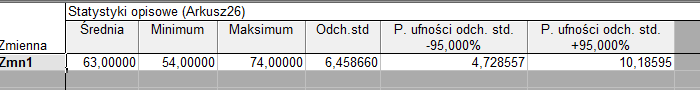 Statystyki opisowe (Arkusz26)
Zmienna Średnia Minimum Maksimum Odch.std P. ufności odch. std. -95,000% P. ufności odch. std. +95,000%
Zmn1 63,00000 54,00000 74,00000 6,458660 4,728557 10,18595